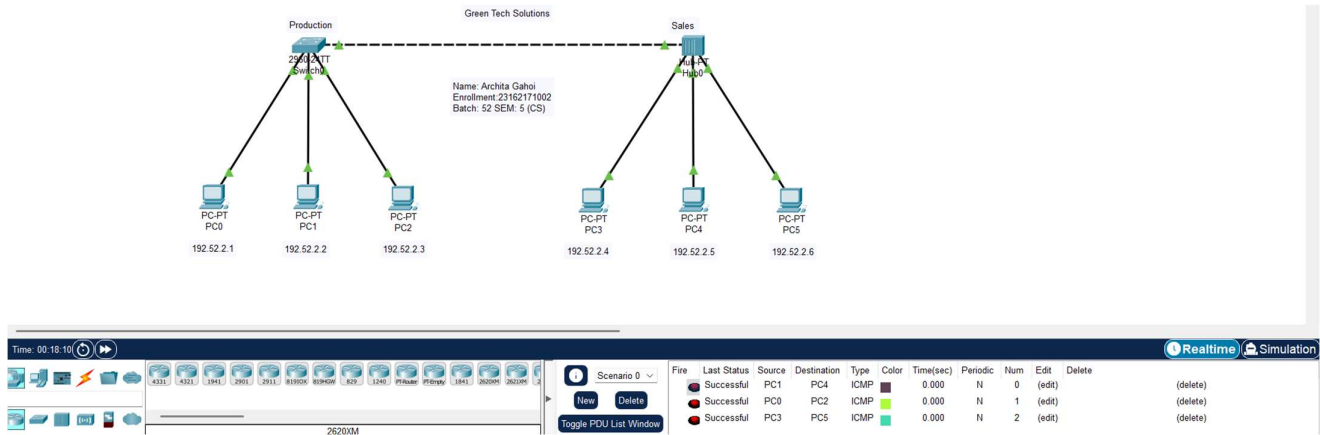 Green Tech Solutions
Production
Sales
2950-24TT
Switch0
Hub-PT
Hub0
Name: Archita Gahoi
Enrollment:23162171002
Batch: 52 SEM: 5 (CS)
PC-PT
PC0
PC-PT
PC1
PC-PT
PC2
PC-PT
PC3
PC-PT
PC4
PC-PT
PC5
192.52.2.1
192.52.2.2
192.52.2.3
192.52.2.4
192.52.2.5
192.52.2.6
Time: 00:18:10
Realtime
Simulation
4331 4321 1941 2901 2911 819IOX 819HGW 829 1240 PT-Router PT-Empty 1841 2620XM 2621XM 2
2620XM
Scenario 0
New Delete
Toggle PDU List Window
Fire Last Status Source Destination Type Color Time(sec) Periodic Num Edit Delete
Successful PC1 PC4 ICMP 0.000 N 0 (edit) (delete)
Successful PC0 PC2 ICMP 0.000 N 1 (edit) (delete)
Successful PC3 PC5 ICMP 0.000 N 2 (edit) (delete)